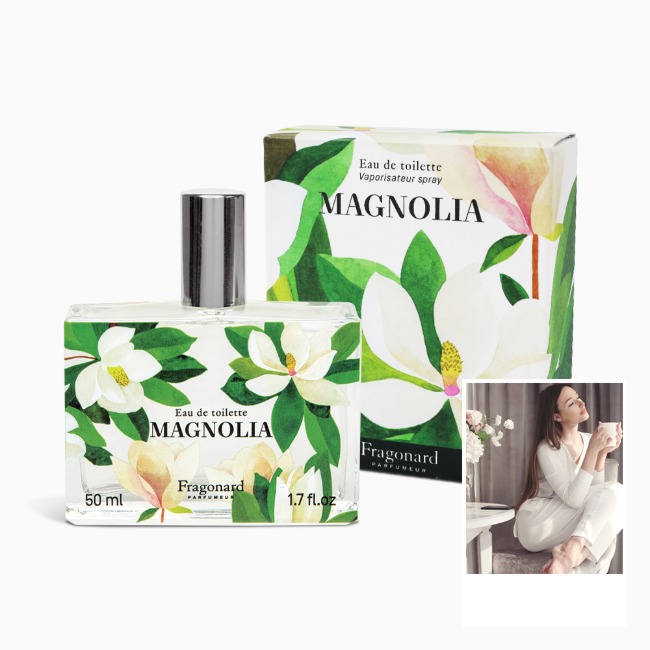 Eau de toilette
Vaporisateur spray
MAGNOLIA
Fragonard
PARFUMEUR
Eau de toilette
MAGNOLIA
50 ml
Fragonard
PARFUMEUR
1.7 fl.oz